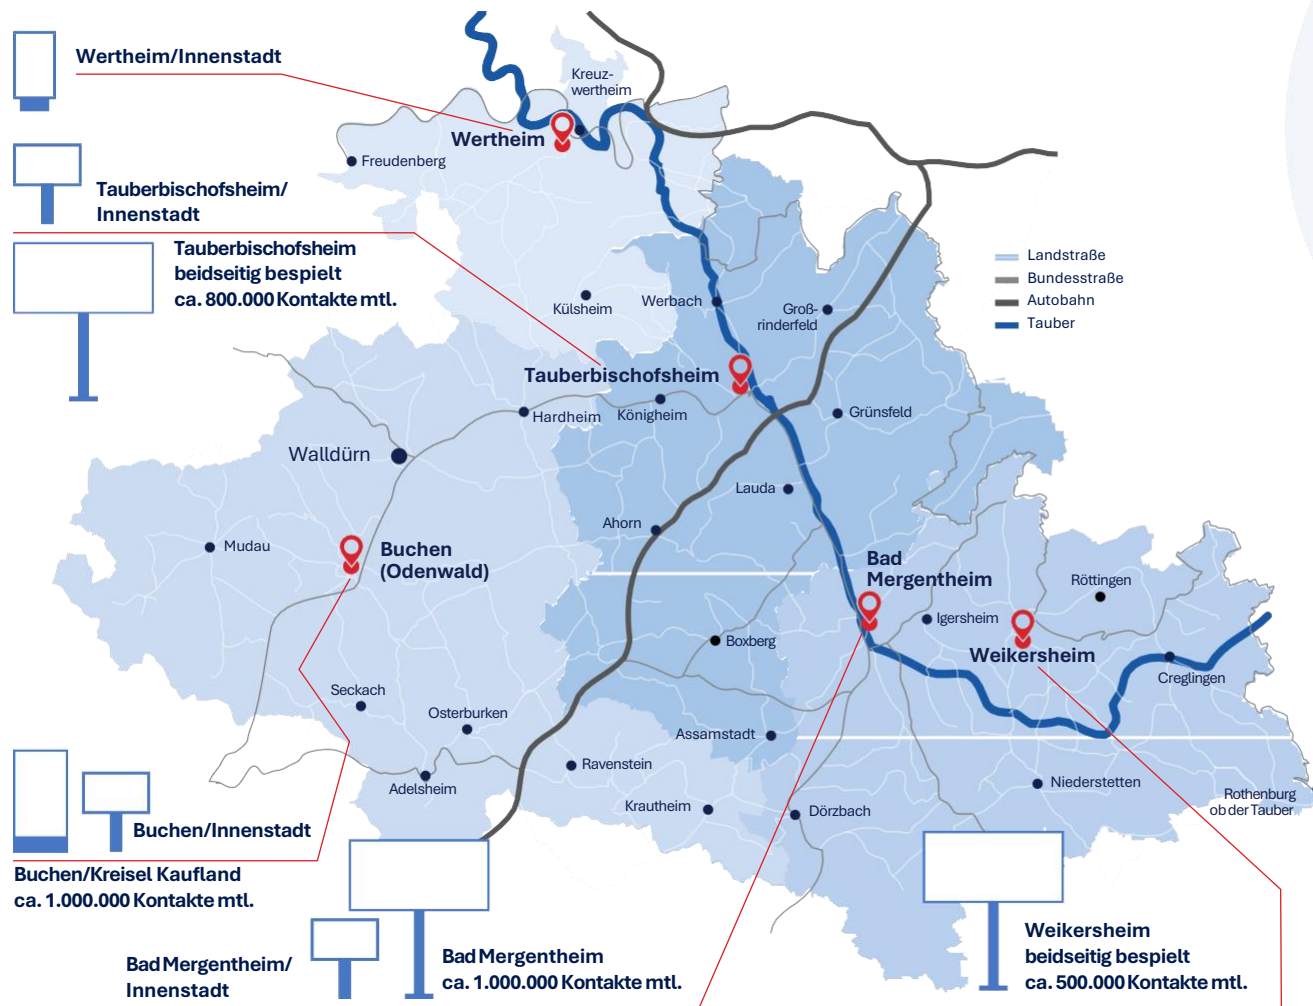 Wertheim/Innenstadt
Kreuz-
wertheim
Wertheim
Freudenberg
Tauberbischofsheim/
Innenstadt
Tauberbischofsheim
beidseitig bespielt
ca. 800.000 Kontakte mtl.
Landstraße
Bundesstraße
Autobahn
Tauber
Külsheim
Werbach
Groß-
rinderfeld
Tauberbischofsheim
Hardheim
Königheim
Grünsfeld
Walldürn
Lauda
Ahorn
Mudau
Buchen
(Odenwald)
Bad
Mergentheim
Röttingen
Igersheim
Boxberg
Weikersheim
Creglingen
Seckach
Osterburken
Assamstadt
Ravenstein
Adelsheim
Krautheim
Dörzbach
Niederstetten
Rothenburg
ob der Tauber
Buchen/Innenstadt
Buchen/Kreisel Kaufland
ca. 1.000.000 Kontakte mtl.
Bad Mergentheim/
Innenstadt
Bad Mergentheim
ca. 1.000.000 Kontakte mtl.
Weikersheim
beidseitig bespielt
ca. 500.000 Kontakte mtl.